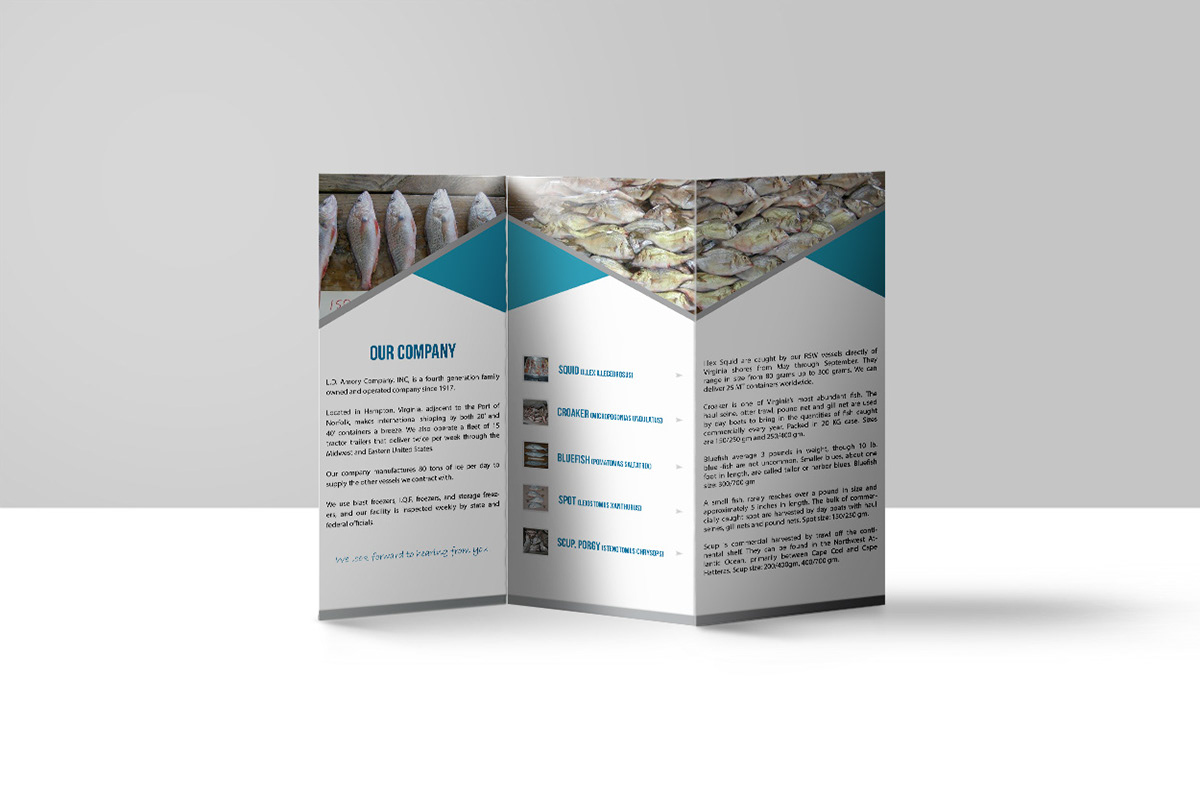 150
OUR COMPANY
L.D. Amory Company, INC, is a fourth generation family
owned and operated company since 1917.
Located in Hampton, Virginia, adjecent to the Port of
Norfolk, makes international shipping by both 20' and
40' containers a breeze. We also operate a fleet of 15
tractor trailers that deliver twice per week through the
Midwest and Eastern United States.
Our company manufactures 80 tons of ice per day to
supply the other vessels we contract with.
We use blast freezers, I.Q.F. freezers, and storage freez-
ers, and our facility is inspected weekly by state and
federal officials.
We look forward to hearing from you
SQUID (ILLEX ILLECEBROSUS)
CROAKER (MICROPOGONIAS UNDULATUS)
BLUEFISH (POMATOMAS SALTATRIX)
SPOT (LEIOSTOMUS XANTHURUS)
SCUP, PORGY (STENOTOMUS CHRYSOPS)
Illex Squid are caught by our RSW vessels directly of
Virginia shores from May through September. They
range in size from 80 grams up to 300 grams. We can
deliver 25 MT containers worldwide.
Croaker is one of Virginia's most abundant fish. The
haul seine, otter trawl, pound net and gill net are used
by day boats to bring in the quantities of fish caught
commercially every year. Packed in 20 KG case. Sizes
are 150/250 gm and 250/400 gm.
Bluefish average 3 pounds in weight, though 10 lb.
blue -fish are not uncommon. Smaller blues, about one
foot in length, are called tailor or harbor blues. Bluefish
size: 300/700 gm
A small fish, rarely reaches over a pound in size and
approximately 5 inches in length. The bulk of commer-
cially caught spot are harvested by day boats with haul
seines, gill nets and pound nets. Spot size: 150/250 gm.
Scup is commercial harvested by trawl off the conti-
nental shelf. They can be found in the Northwest At-
lantic Ocean, primarily between Cape Cod and Cape
Hatteras. Scup size: 200/400gm, 400/700 gm.